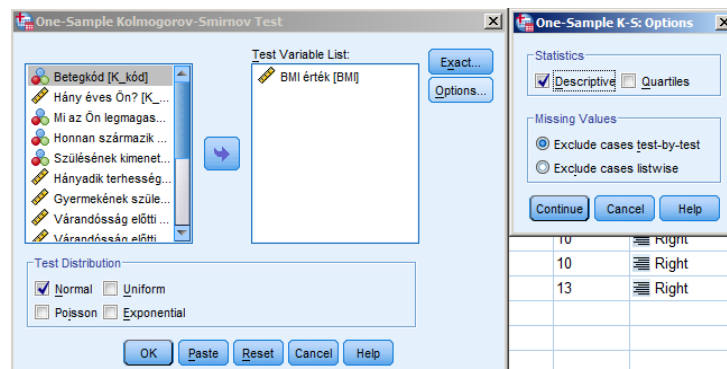 One-Sample Kolmogorov-Smirnov Test
Betegkód [K_kód]
Hány éves Ön? [K_...
Mi az Ön legmagas...
Honnan származik ...
Szülésének kimenet...
Hányadik terhesség...
Gyermekének szüle...
Várandósság előtti ...
Várandósság előtti
Test Variable List:
BMI érték [BMI]
Exact...
Options...
Test Distribution
Normal Uniform
Poisson Exponential
OK Paste Reset Cancel Help
One-Sample K-S: Options
Statistics
Descriptive Quartiles
Missing Values
Exclude cases test-by-test
Exclude cases listwise
Continue Cancel Help
10 Right
10 Right
13 Right